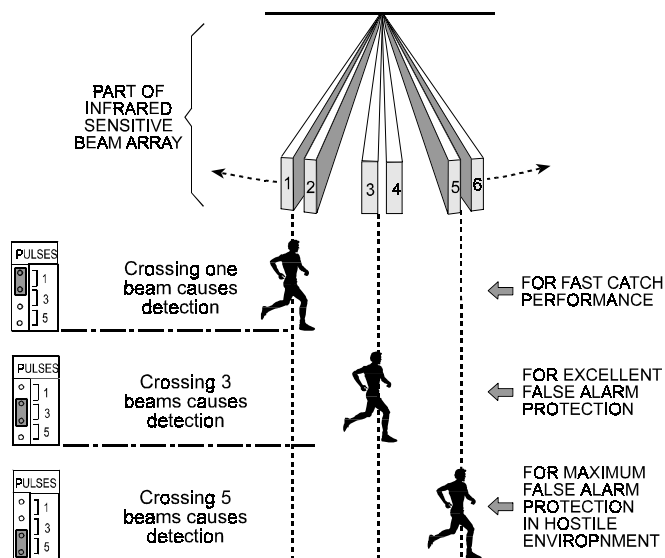 PART OF
INFRARED
SENSITIVE
BEAM ARRAY
1 2 3 4 5 6
PULSES
1
3
5
Crossing one
beam causes
detection
FOR FAST CATCH
PERFORMANCE
PULSES
1
3
5
Crossing 3
beams causes
detection
FOR EXCELLENT
FALSE ALARM
PROTECTION
PULSES
1
3
5
Crossing 5
beams causes
detection
FOR MAXIMUM
FALSE ALARM
PROTECTION
IN HOSTILE
ENVIROPNMENT